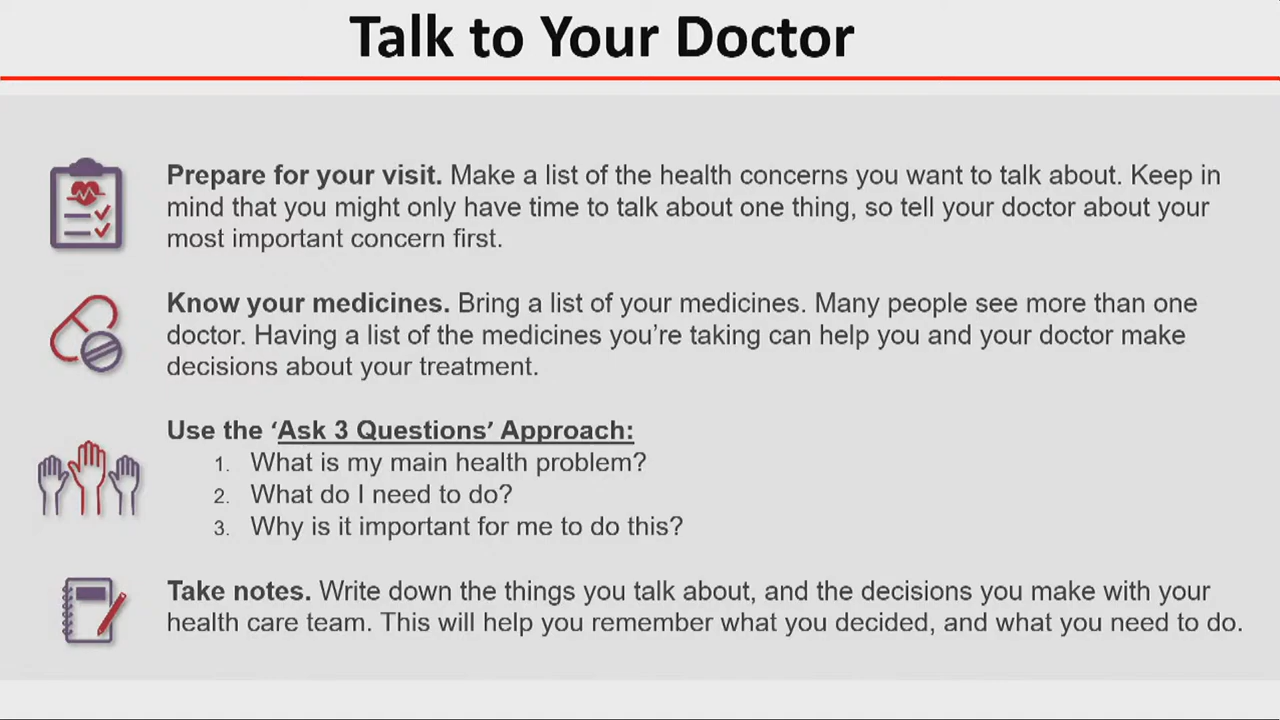 Talk to Your Doctor
Prepare for your visit. Make a list of the health concerns you want to talk about. Keep in
mind that you might only have time to talk about one thing, so tell your doctor about your
most important concern first.
Know your medicines. Bring a list of your medicines. Many people see more than one
doctor. Having a list of the medicines you’re taking can help you and your doctor make
decisions about your treatment.
Use the ‘Ask 3 Questions’ Approach:
1. What is my main health problem?
2. What do I need to do?
3. Why is it important for me to do this?
Take notes. Write down the things you talk about, and the decisions you make with your
health care team. This will help you remember what you decided, and what you need to do.